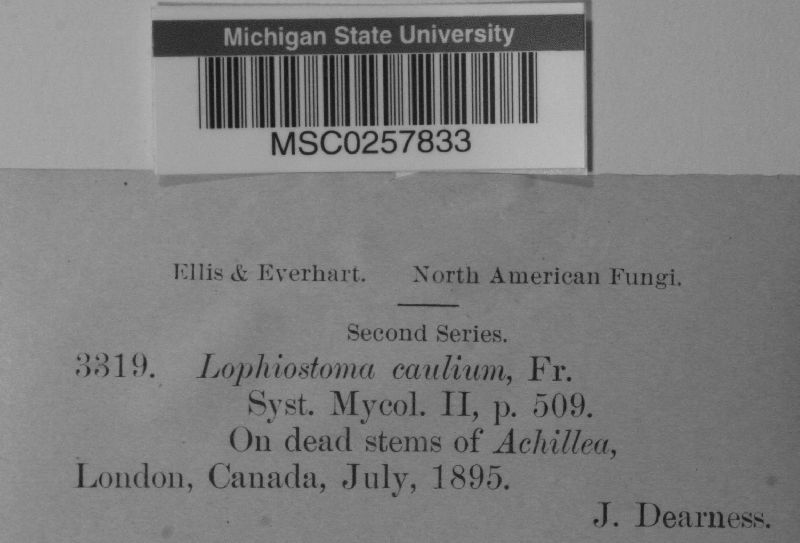 Michigan State University
MSC0257833
Ellis & Everhart. North American Fungi.
Second Series.
3319. Lophiostoma caulium, Fr.
Syst. Mycol. II, p. 509.
On dead stems of Achillea,
London, Canada, July, 1895.
J. Dearness.